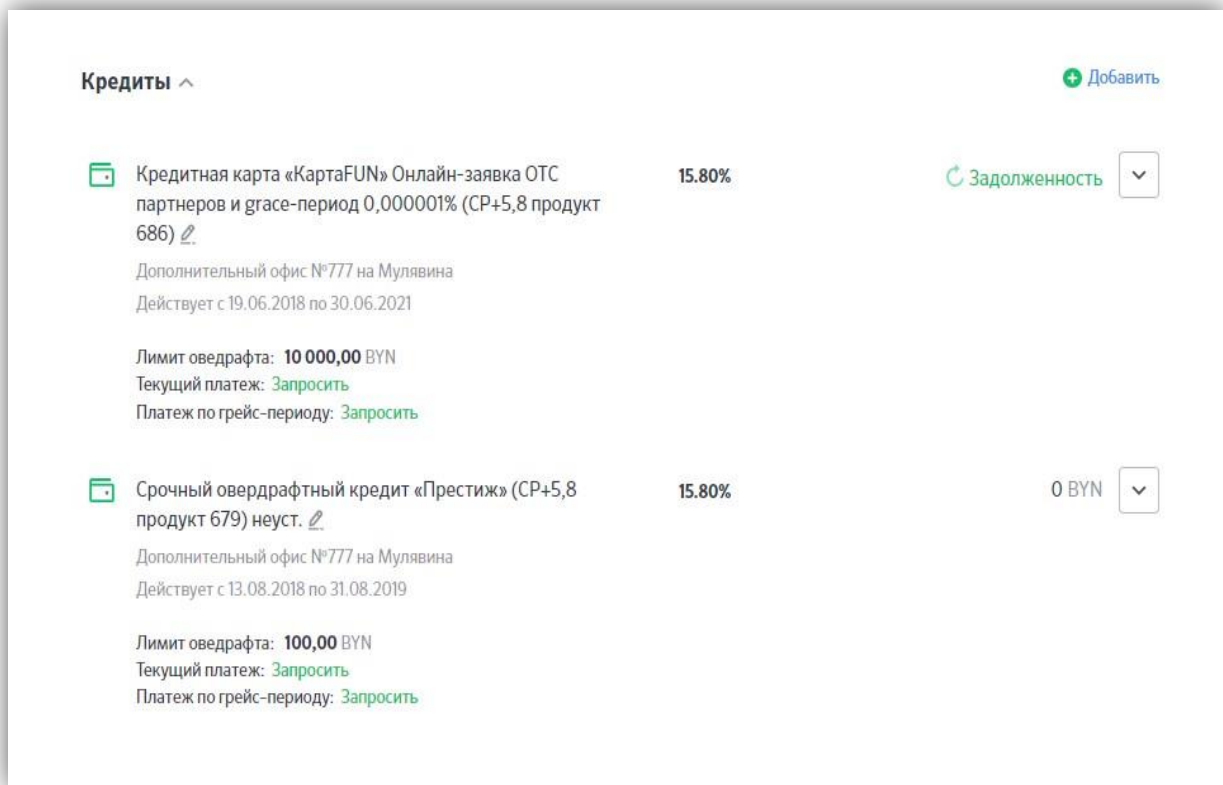 Кредиты
Добавить
Кредитная карта «КартаFUN» Онлайн-заявка ОТС
15.80%
Задолженность
партнеров и grace-период 0,000001% (СР+5,8 продукт
686)
Дополнительный офис №777 на Мулявина
Действует с 19.06.2018 по 30.06.2021
Лимит оведрафта: 10 000,00 BYN
Текущий платеж: Запросить
Платеж по грейс-периоду: Запросить
Срочный овердрафтный кредит «Престиж» (СР+5,8
15.80%
0 BYN
продукт 679) неуст.
Дополнительный офис №777 на Мулявина
Действует с 13.08.2018 по 31.08.2019
Лимит оведрафта: 100,00 BYN
Текущий платеж: Запросить
Платеж по грейс-периоду: Запросить